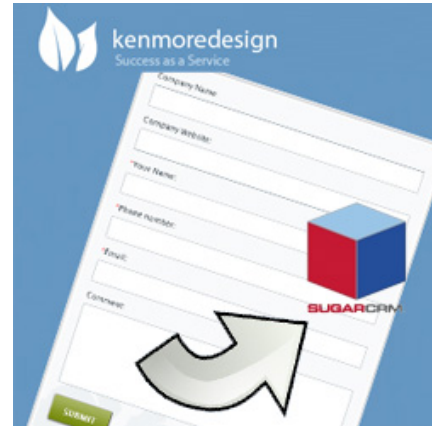 kenmoredesign
Success as a Service
Company Name
Company Website:
*Your Name:
*Phone number:
*Email:
Comment
SUGARCRM
SUBMIT